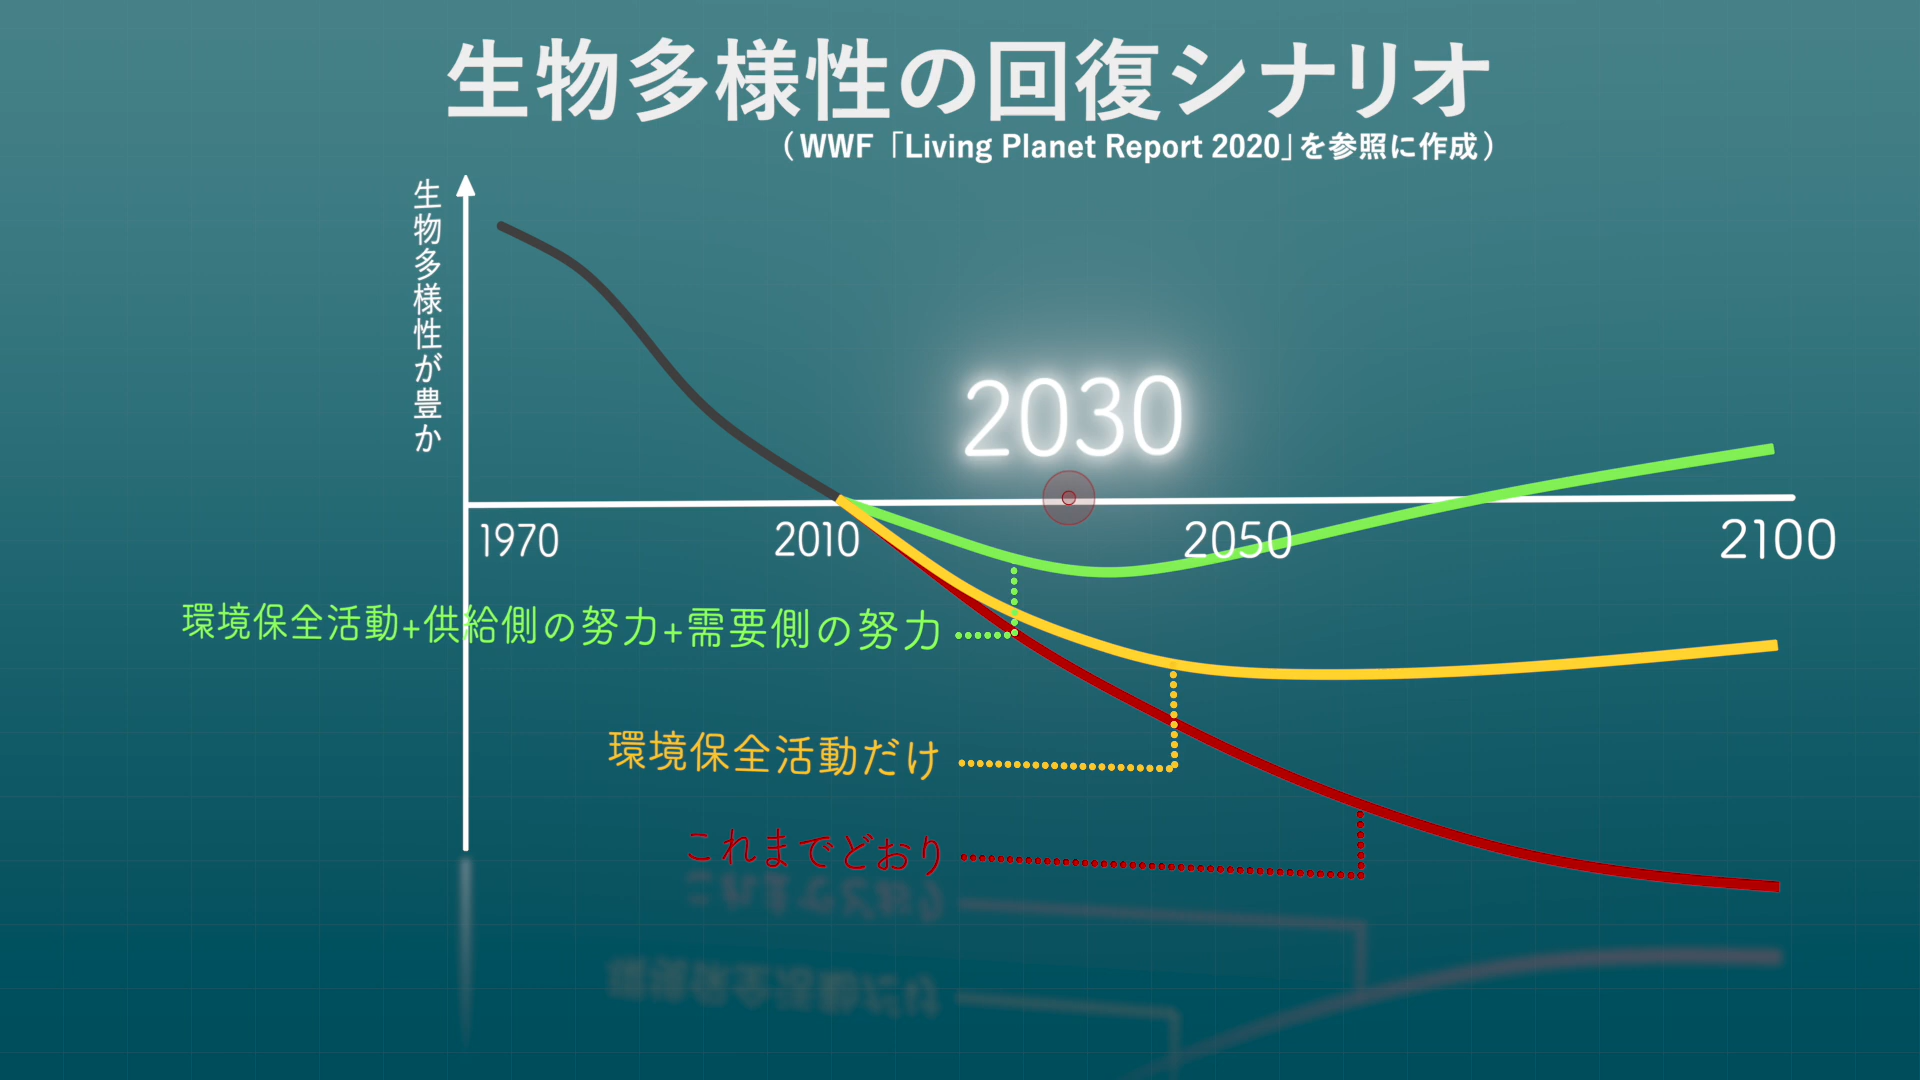 生物多様性の回復シナリオ
（WWF「Living Planet Report 2020」を参照に作成）
生物多様性が豊か
2030
1970
2010
2050
2100
環境保全活動+供給側の努力+需要側の努力
環境保全活動だけ
これまでどおり